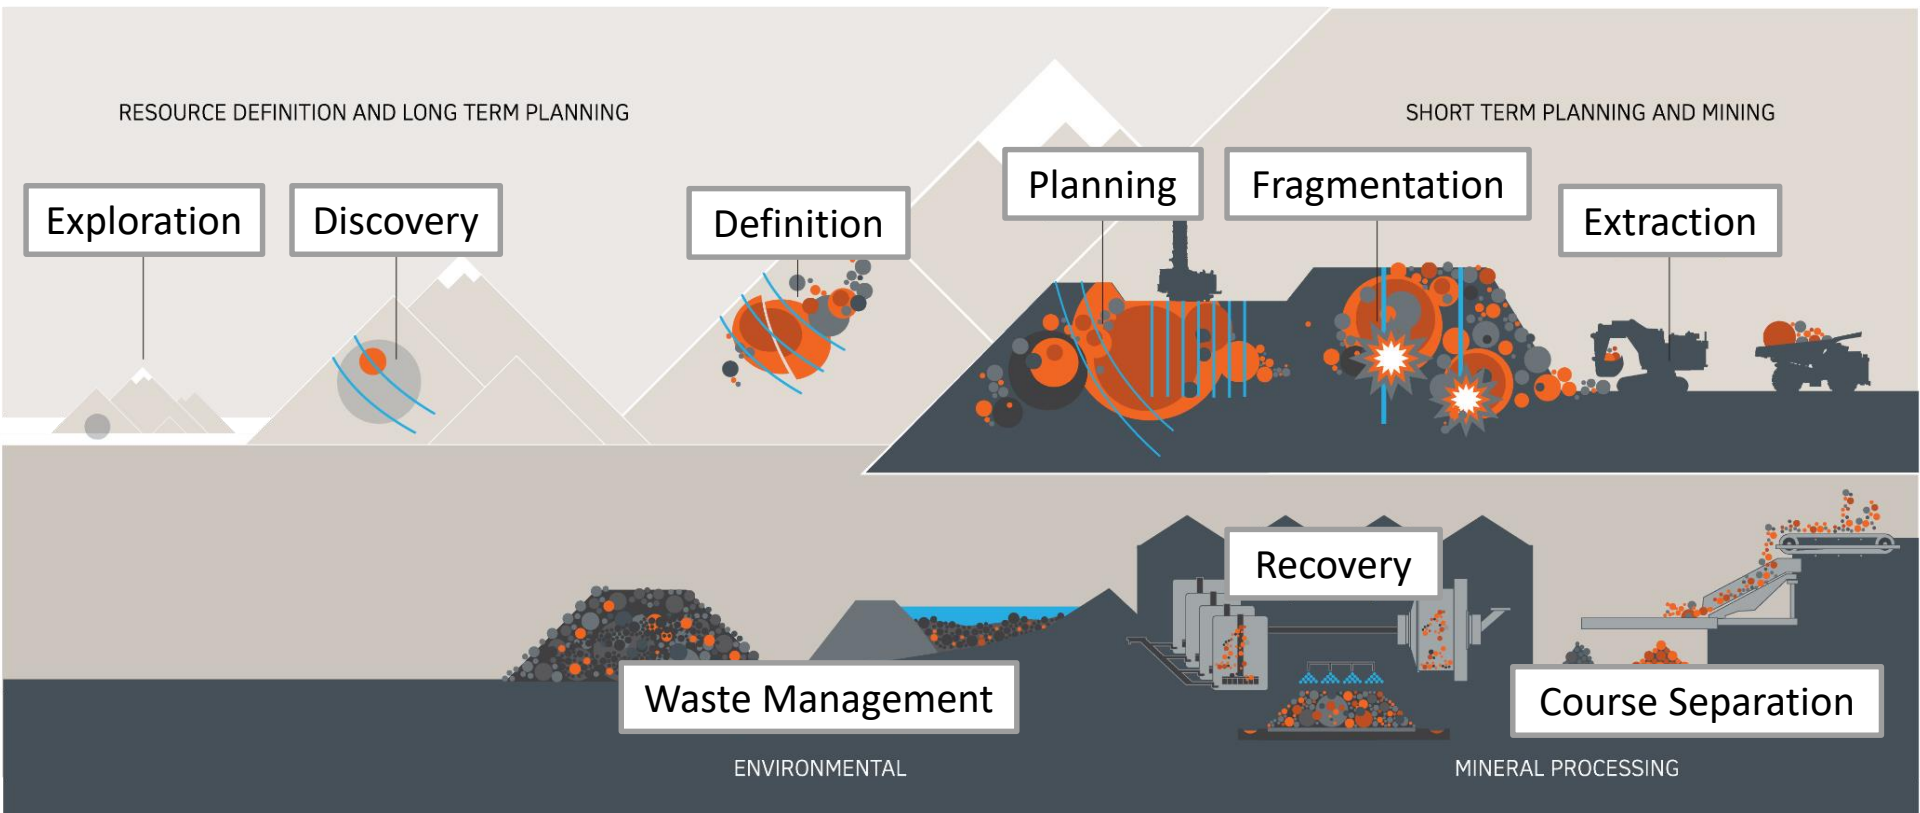 RESOURCE DEFINITION AND LONG TERM PLANNING
SHORT TERM PLANNING AND MINING
Exploration
Discovery
Definition
Planning
Fragmentation
Extraction
Recovery
Waste Management
Course Separation
ENVIRONMENTAL
MINERAL PROCESSING